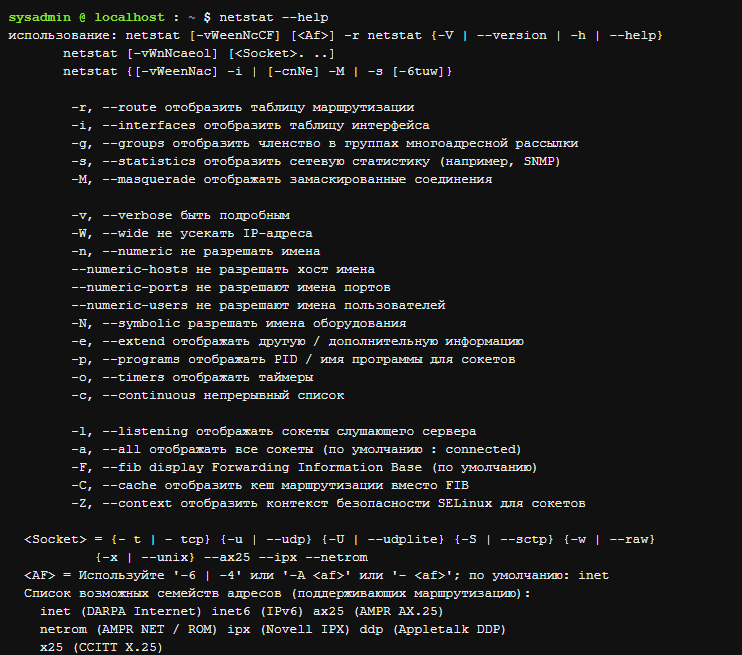 sysadmin @ localhost : ~ $ netstat --help
использование: netstat [-vWeenNcCF] [<Af>] -r netstat {-V | --version | -h | --help}
netstat [-vWnNcaeol] [<Socket>. ..]
netstat {[-vWeenNac] -i | [-cnNe] -M | -s [-6tuw]}
-r, --route отобразить таблицу маршрутизации
-i, --interfaces отобразить таблицу интерфейса
-g, --groups отобразить членство в группах многоадресной рассылки
-s, --statistics отобразить сетевую статистику (например, SNMP)
-M, --masquerade отображать замаскированные соединения
-v, --verbose быть подробным
-W, --wide не усекать IP-адреса
-n, --numeric не разрешать имена
--numeric-hosts не разрешать хост имена
--numeric-ports не разрешают имена портов
--numeric-users не разрешают имена пользователей
-N, --symbolic разрешать имена оборудования
-e, --extend отображать другую / дополнительную информацию
-p, --programs отображать PID / имя программы для сокетов
-o, --timers отображать таймеры
-c, --continuous непрерывный список
-l, --listening отображать сокеты слушающего сервера
-a, --all отображать все сокеты (по умолчанию : connected)
-F, --fib display Forwarding Information Base (по умолчанию)
-C, --cache отобразить кеш маршрутизации вместо FIB
-Z, --context отобразить контекст безопасности SELinux для сокетов
<Socket> = {- t | - tcp} {-u | --udp} {-U | --udplite} {-S | --sctp} {-w | --raw}
{-x | --unix} --ax25 --ipx --netrom
<AF> = Используйте '-6 | -4' или '-A <af>' или '- <af>'; по умолчанию: inet
Список возможных семейств адресов (поддерживающих маршрутизацию):
inet (DARPA Internet) inet6 (IPv6) ax25 (AMPR AX.25)
netrom (AMPR NET / ROM) ipx (Novell IPX) ddp (Appletalk DDP)
x25 (CCITT X.25)